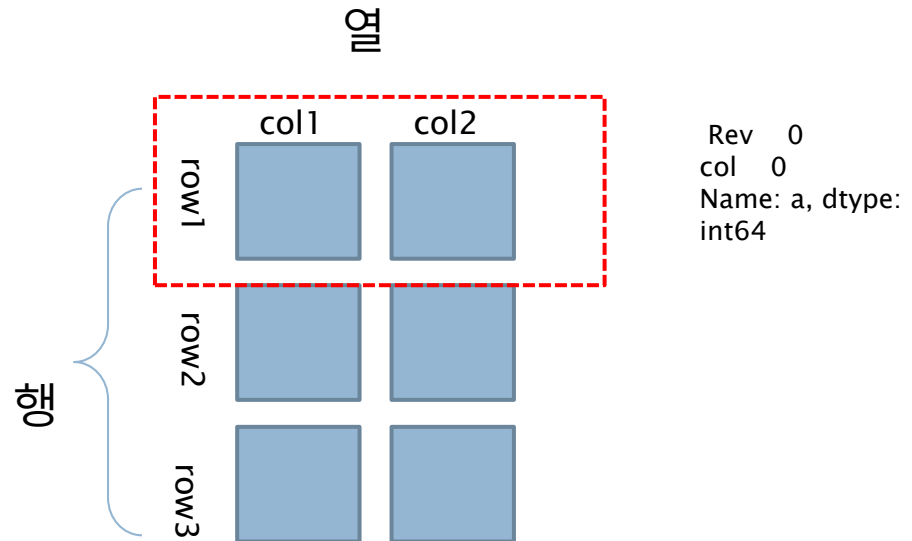 열
col1 col2
row1
row2
row3
행
Rev 0
col 0
Name: a, dtype:
int64